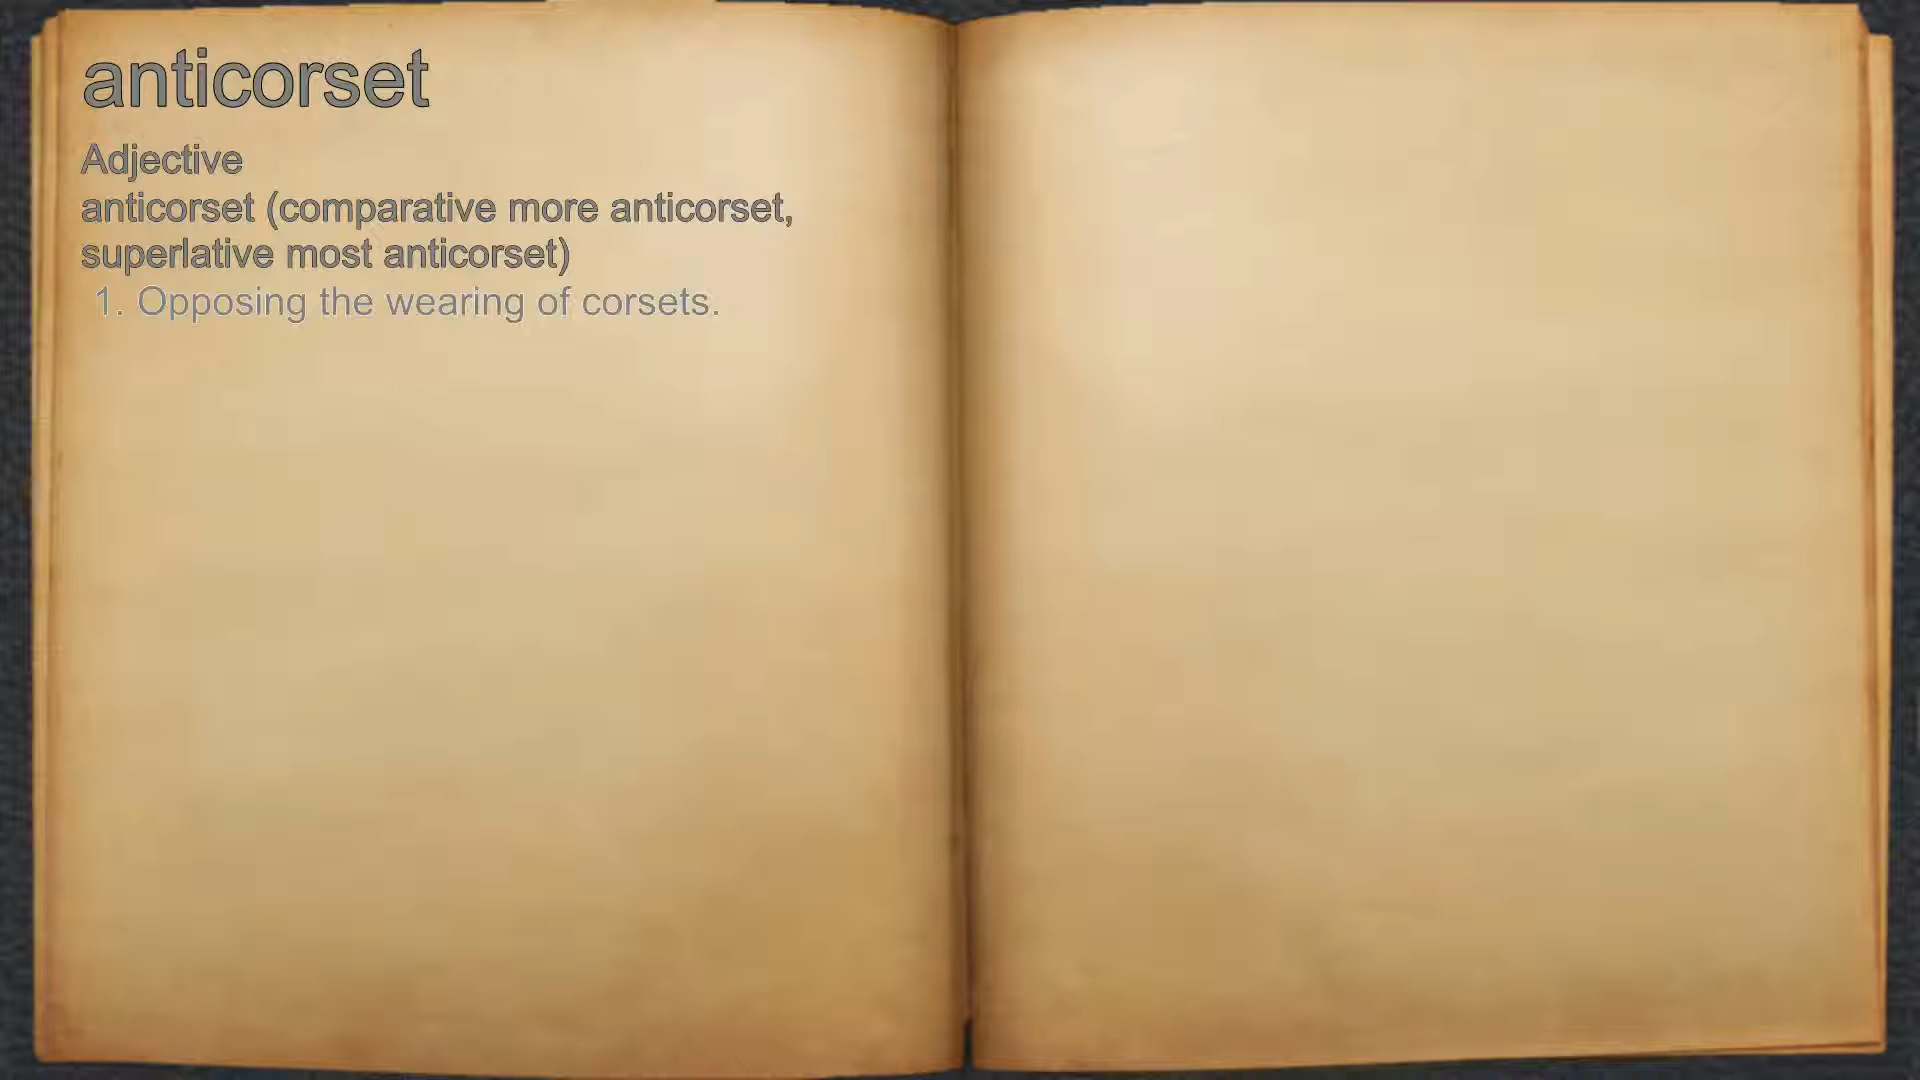 anticorset
Adjective
anticorset (comparative more anticorset,
superlative most anticorset)
1. Opposing the wearing of corsets.